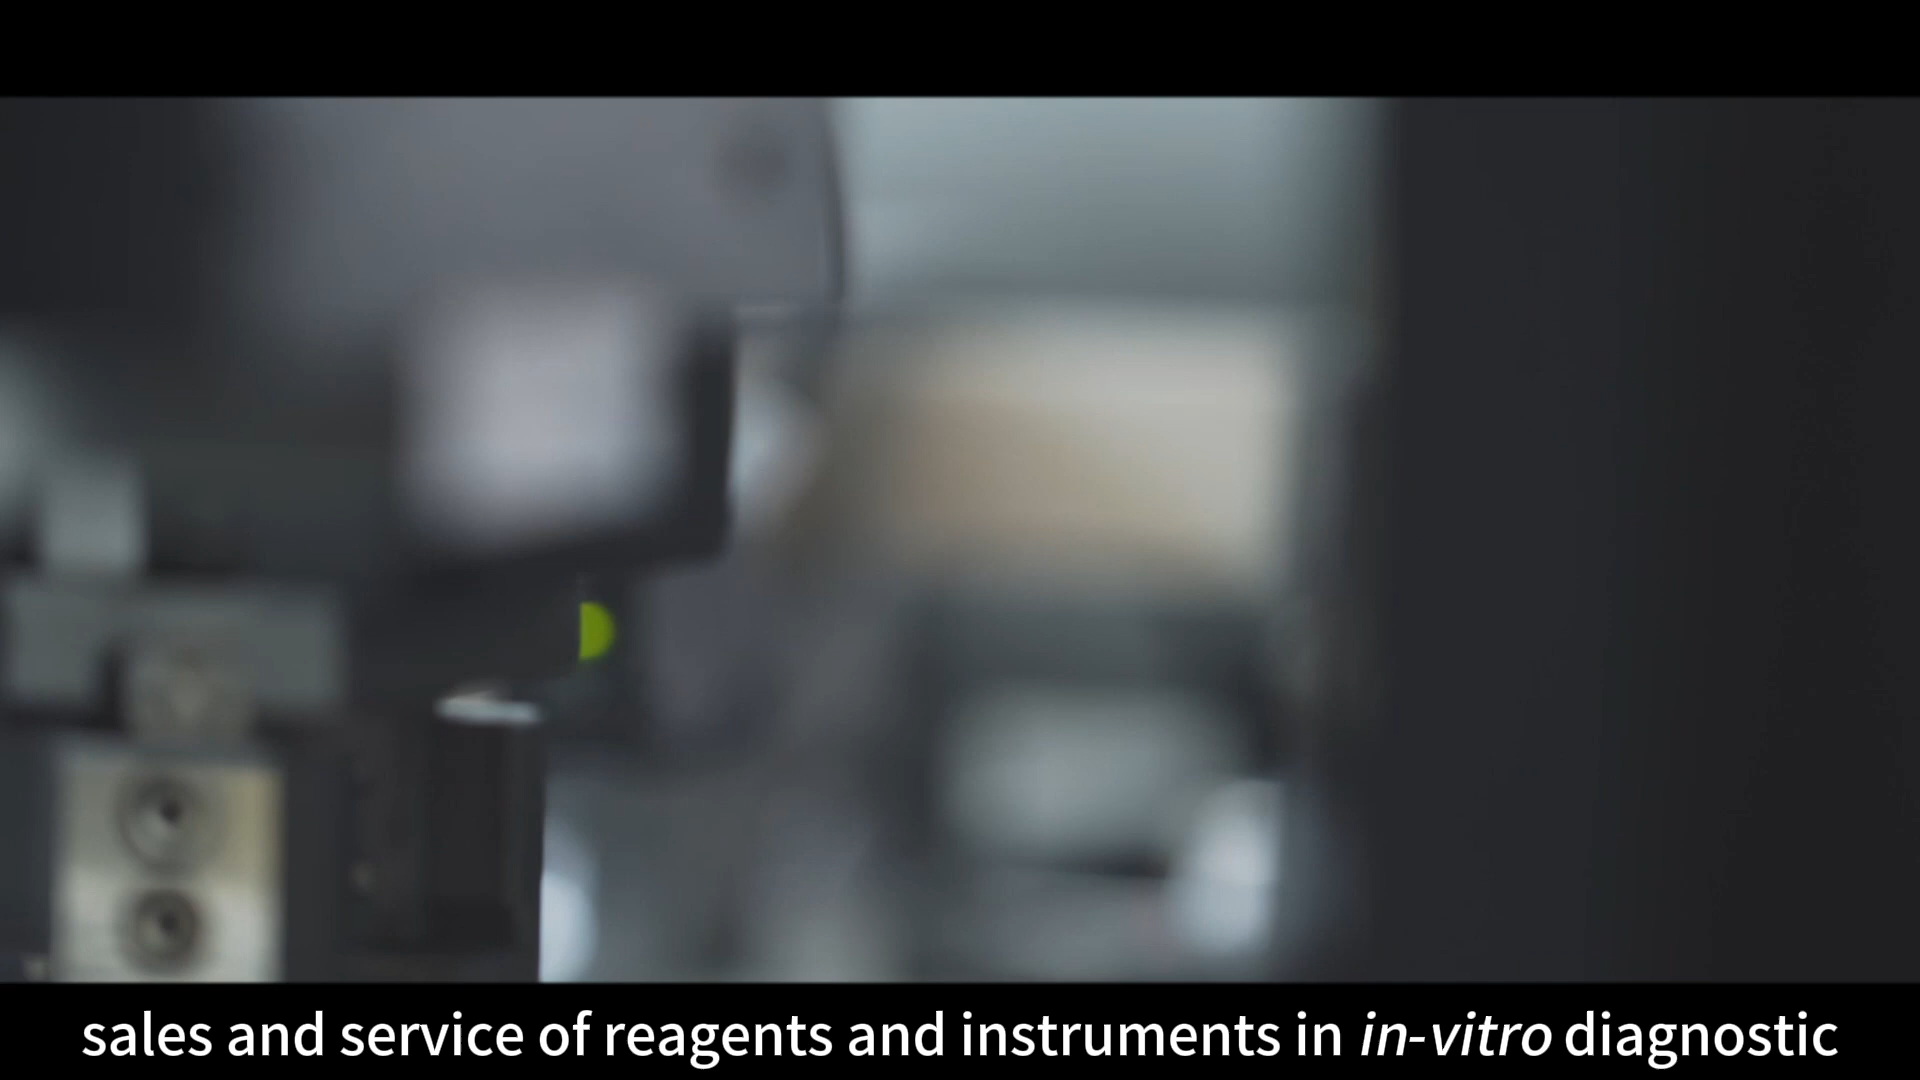 sales and service of reagents and instruments in in-vitro diagnostic